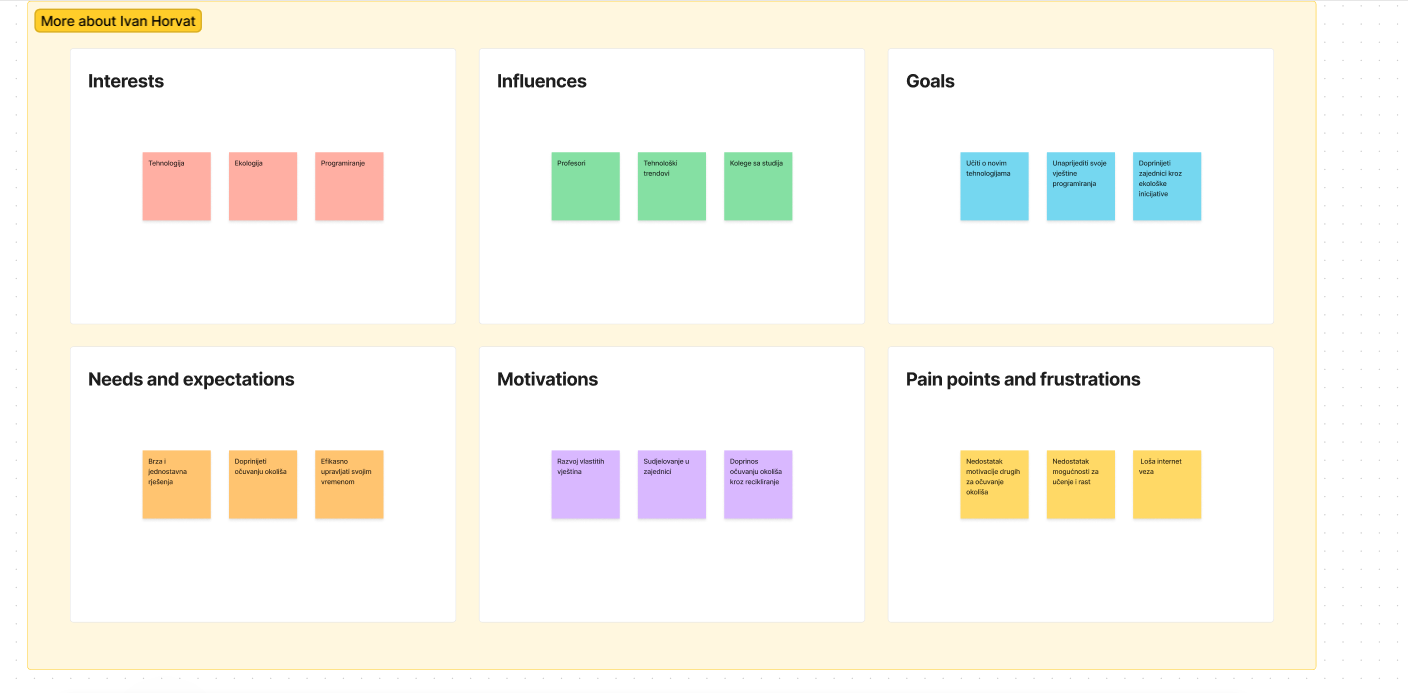 More about Ivan Horvat
Interests
Tehnologija
Ekologija
Programiranje
Influences
Profesori
Tehnološki
trendovi
Kolege sa studija
Goals
Učiti o novim
tehnologijama
Unaprijediti svoje
vještine
programiranja
Doprinijeti
zajednici kroz
ekološke
inicijative
Needs and expectations
Brza i
jednostavna
rješenja
Doprinijeti
očuvanju okoliša
Efikasno
upravljati svojim
vremenom
Motivations
Razvoj vlastitih
vještina
Sudjelovanje u
zajednici
Doprinos
očuvanju okoliša
kroz recikliranje
Pain points and frustrations
Nedostatak
motivacije drugih
za očuvanje
okoliša
Nedostatak
mogućnosti za
učenje i rast
Loša internet
veza